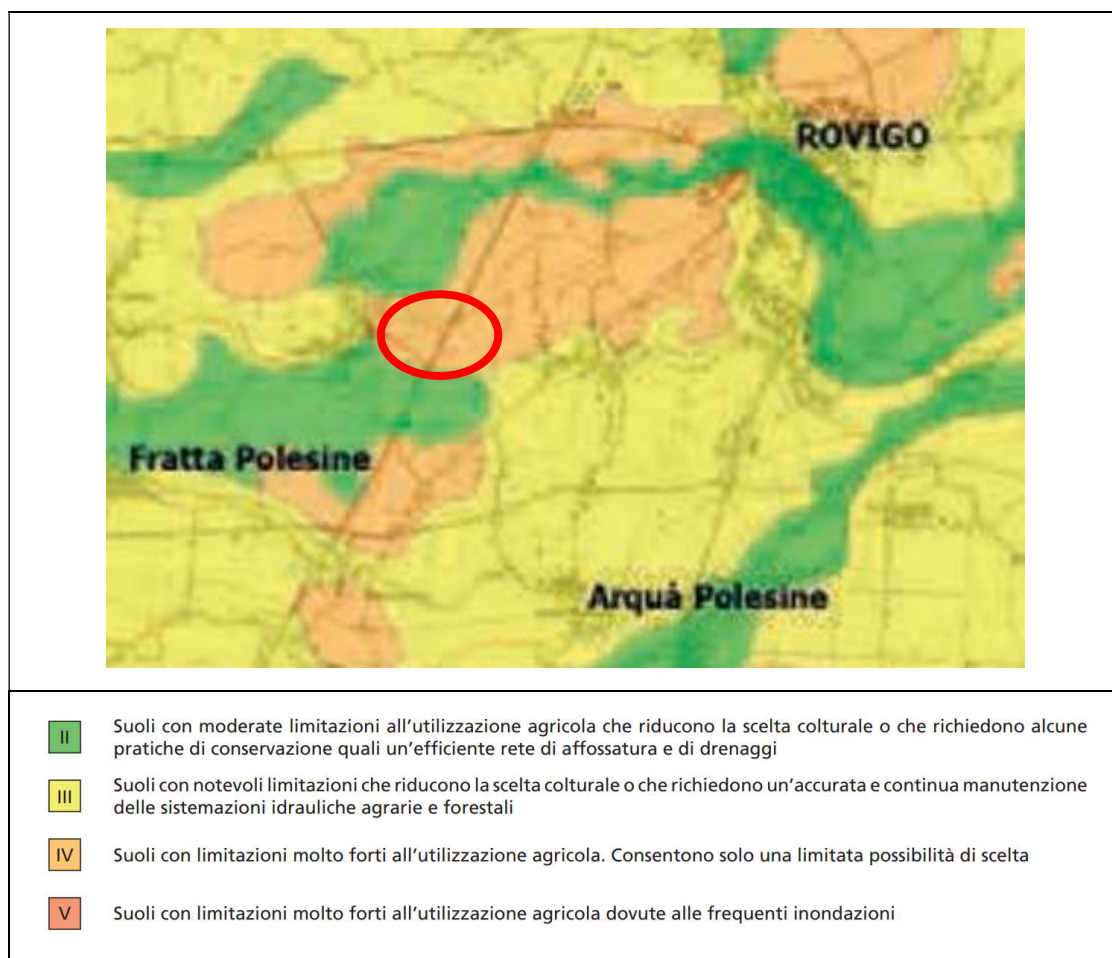 ROVIGO
Fratta Polesine
Arquà Polesine
II
Suoli con moderate limitazioni all'utilizzazione agricola che riducono la scelta colturale o che richiedono alcune
pratiche di conservazione quali un'efficiente rete di affossatura e di drenaggi
III
Suoli con notevoli limitazioni che riducono la scelta colturale o che richiedono un'accurata e continua manutenzione
delle sistemazioni idrauliche agrarie e forestali
IV
Suoli con limitazioni molto forti all'utilizzazione agricola. Consentono solo una limitata possibilità di scelta
V
Suoli con limitazioni molto forti all'utilizzazione agricola dovute alle frequenti inondazioni